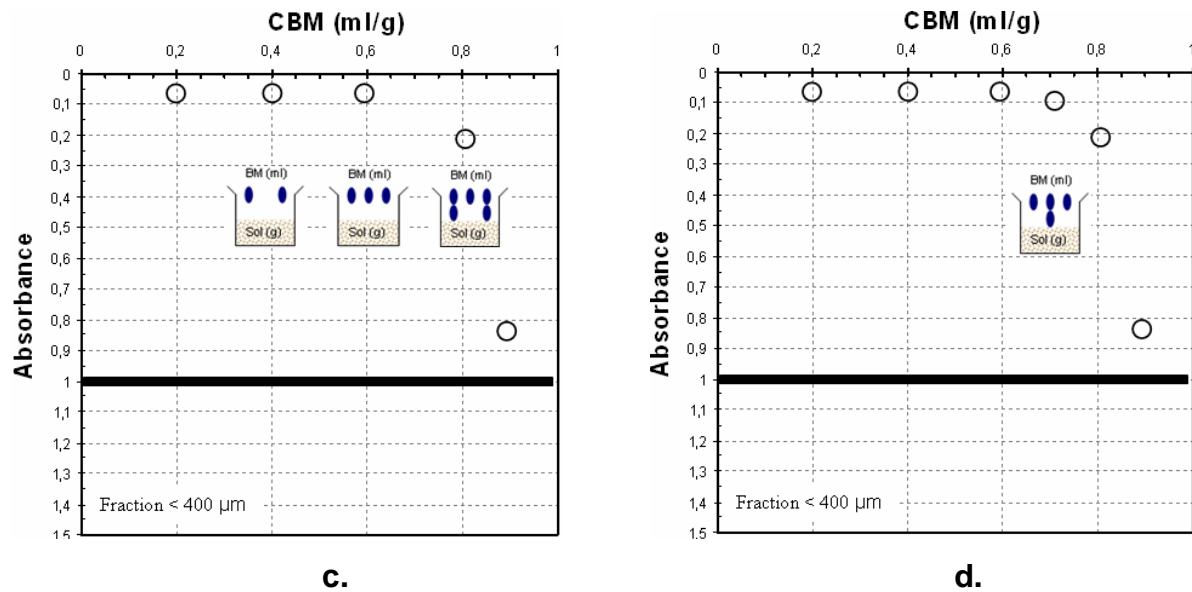 CBM (ml/g)
0 0,2 0,4 0,6 0,8 1
0
0,1
0,2
0,3
0,4
0,5
0,6
0,7
0,8
0,9
1
1,1
1,2
1,3
1,4
1,5
Absorbance
BM (ml) BM (ml) BM (ml)
Sol (g) Sol (g) Sol (g)
Fraction < 400 µm
c.
CBM (ml/g)
0 0,2 0,4 0,6 0,8 1
0
0,1
0,2
0,3
0,4
0,5
0,6
0,7
0,8
0,9
1
1,1
1,2
1,3
1,4
1,5
Absorbance
BM (ml)
Sol (g)
Fraction < 400 µm
d.